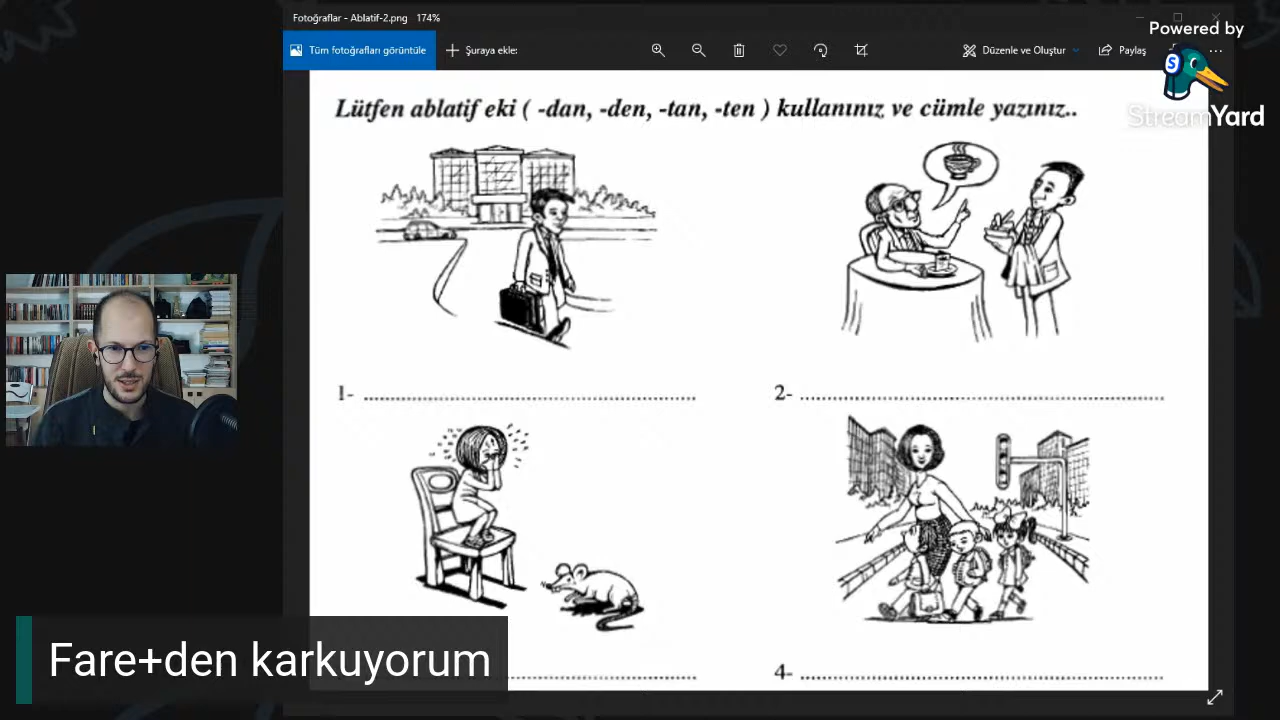 Fotoğraflar - Ablatif-2.png 174%
Powered by
Tüm fotoğrafları görüntüle
Şuraya ekle:
Düzenle ve Oluştur
Paylaş
S
StreamYard
Lütfen ablatif eki ( -dan, -den, -tan, -ten ) kullanınız ve cümle yazınız..
1- ........................................................
2- ........................................................
Fare+den karkuyorum
4- ........................................................